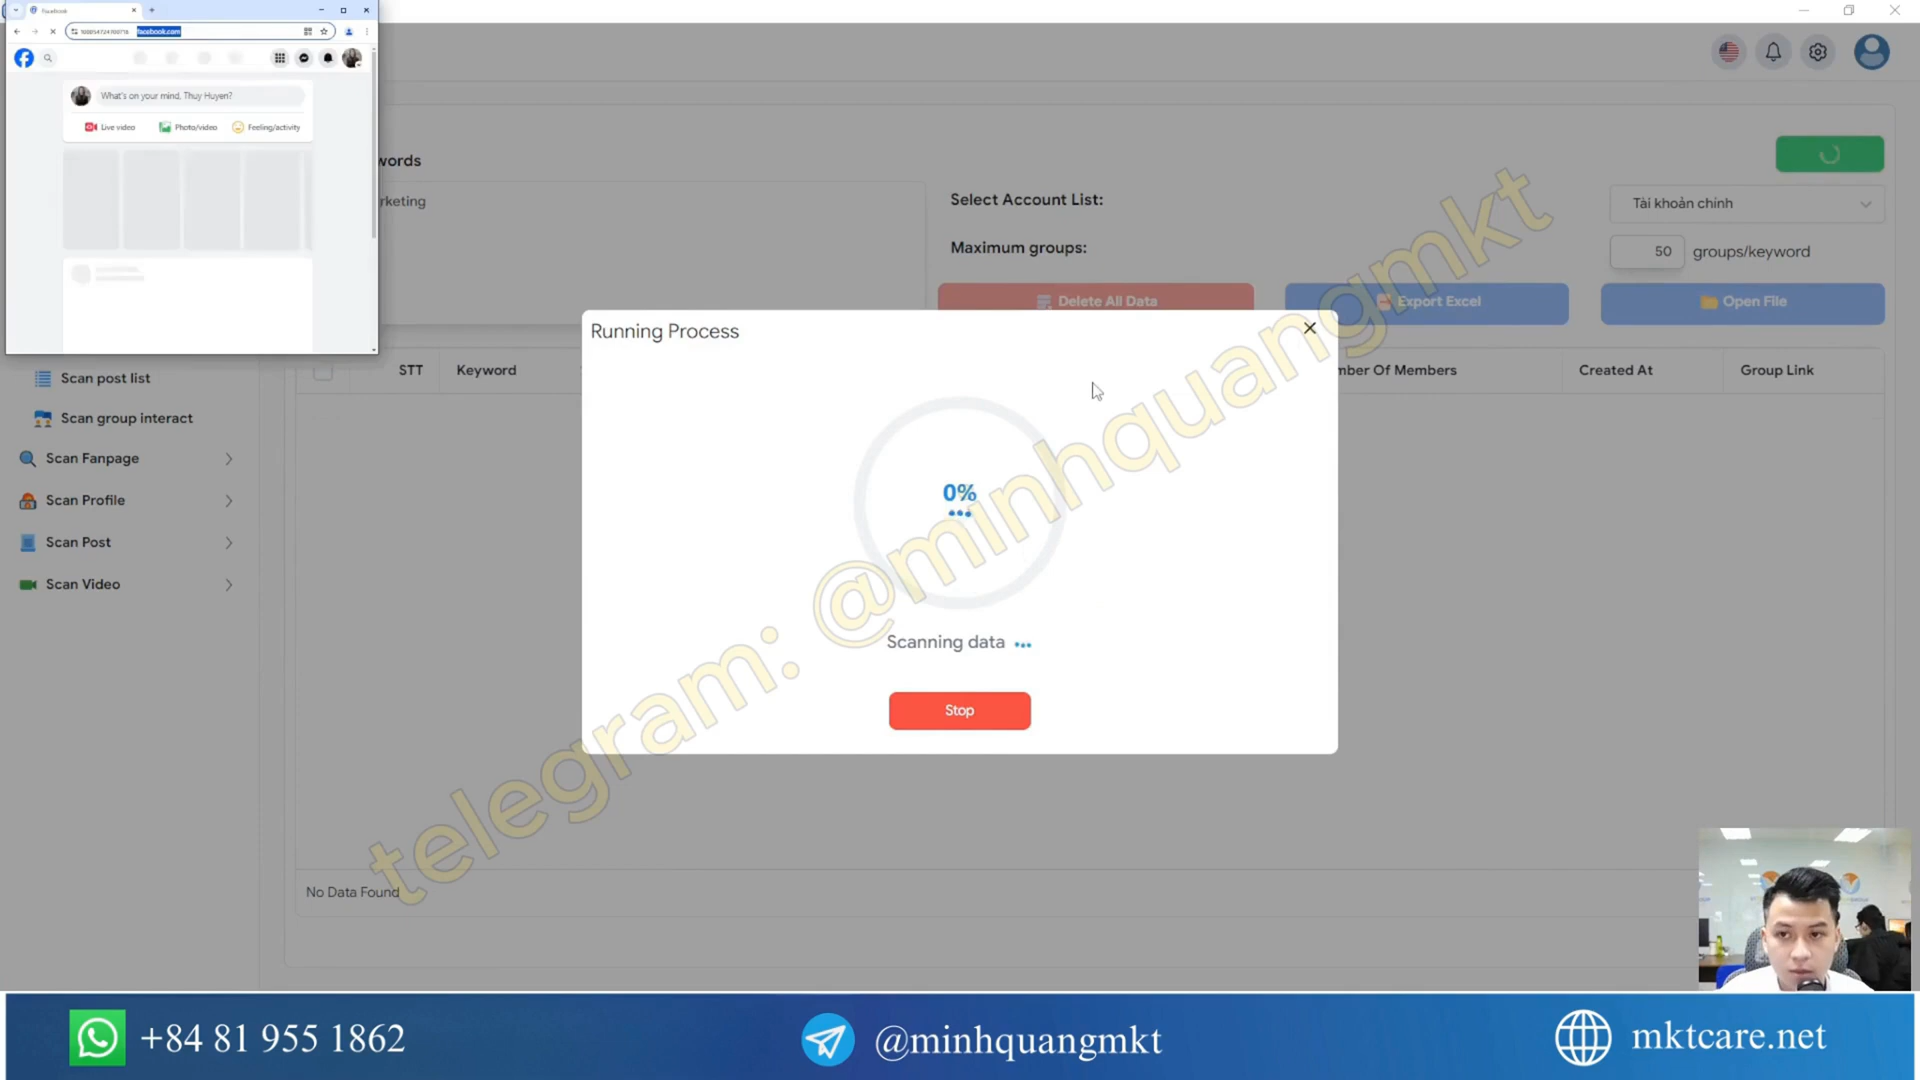 Facebook
facebook.com
What's on your mind, Thuy Huyen?
Live video
Photo/video
Feeling/activity
words
rketing
Select Account List:
Tài khoản chính
Maximum groups:
50
groups/keyword
Delete All Data
Export Excel
Open File
Running Process
STT
Keyword
mber Of Members
Created At
Group Link
Scan post list
Scan group interact
Scan Fanpage
Scan Profile
Scan Post
Scan Video
0%
Scanning data
Stop
No Data Found
telegram: @minhquangmkt
+84 81 955 1862
@minhquangmkt
mktcare.net